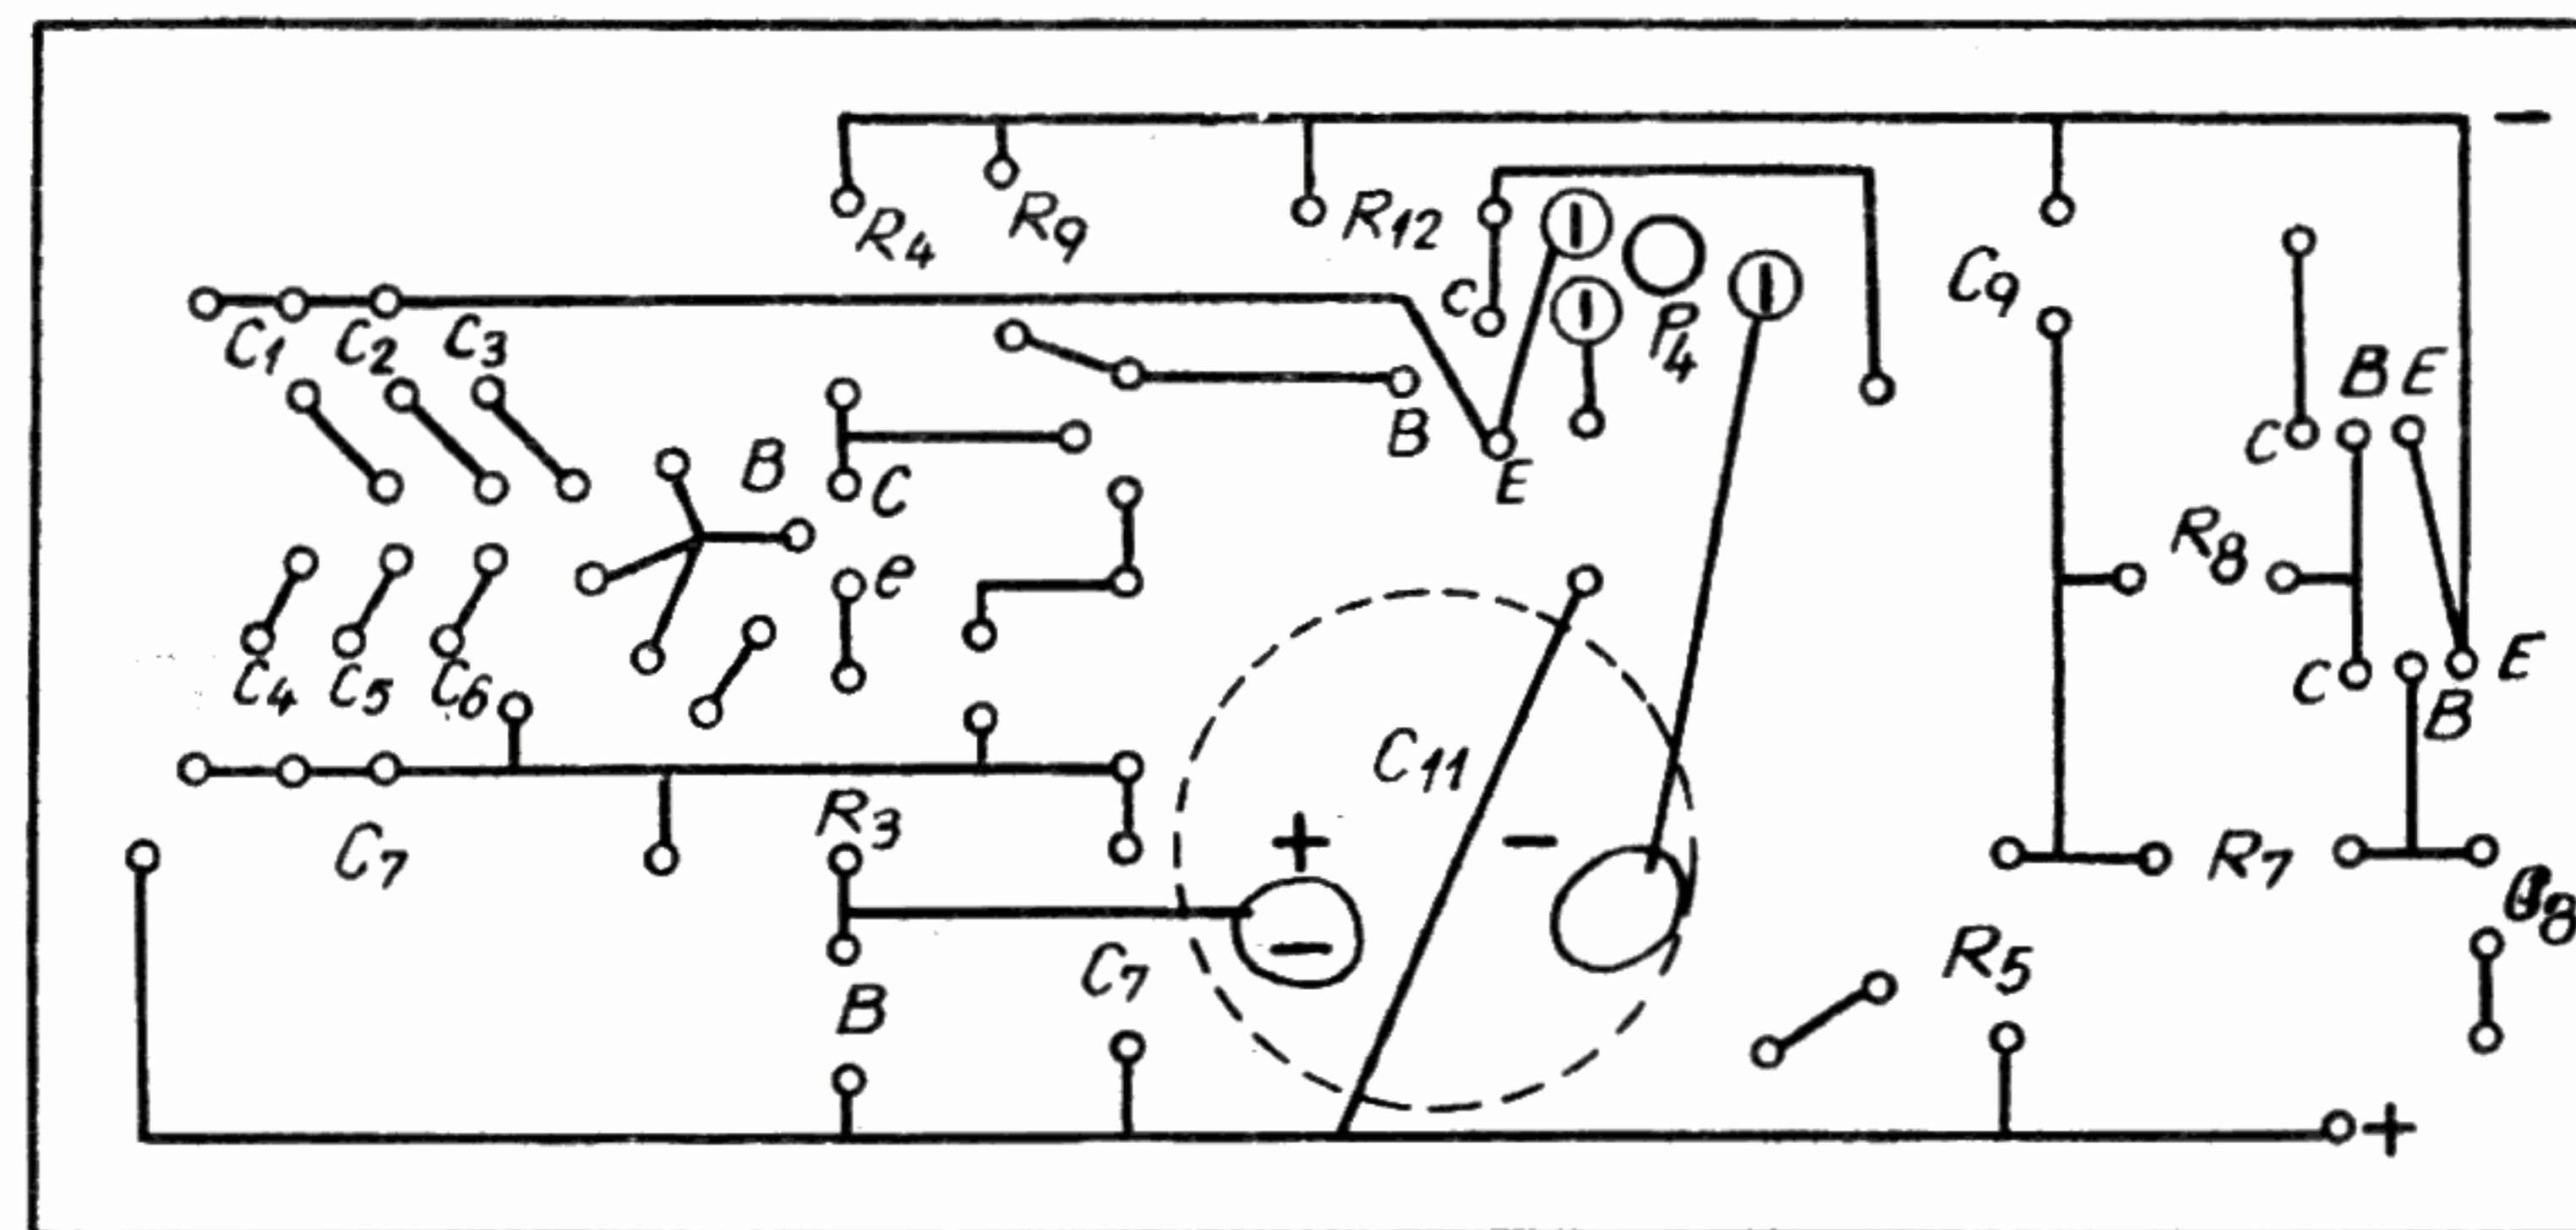 −
R4 R9 R12
C1 C2 C3 C P4 C9
B E
B C B E C
e R8
C4 C5 C6 C B E
C7 R3 C11 + − R7
−
B C7 R5
+